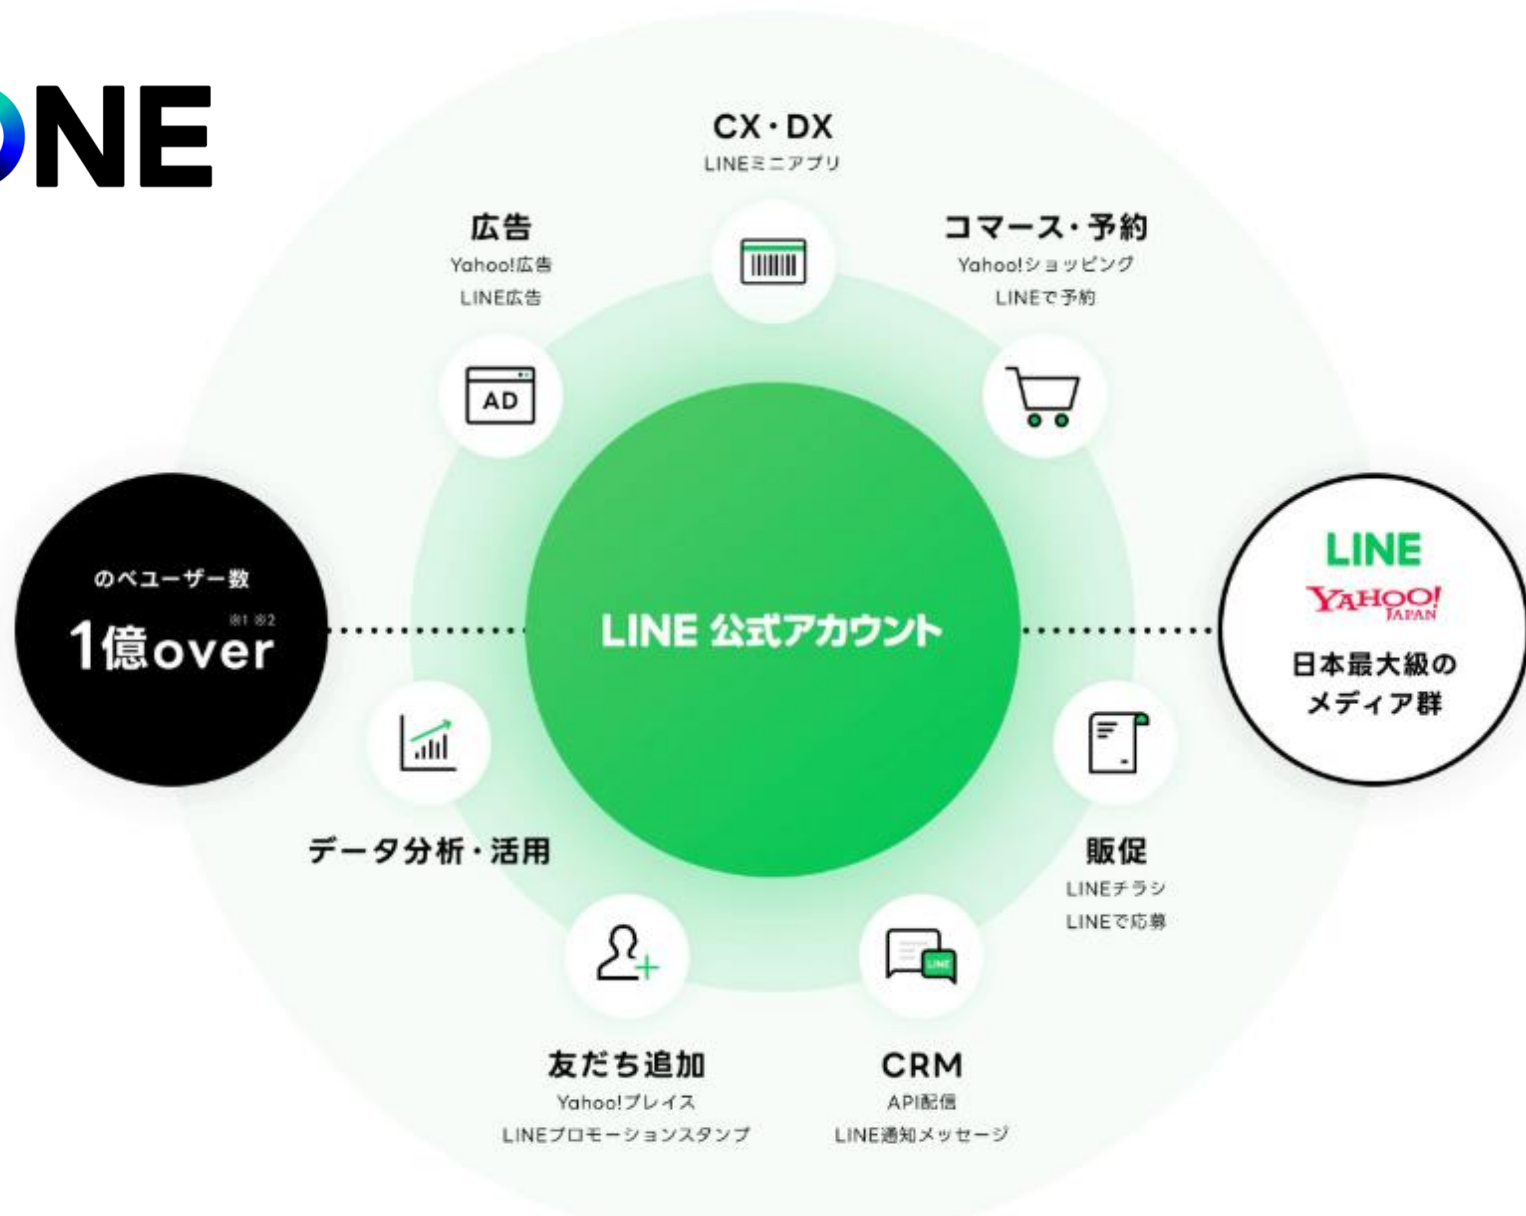 ONE
CX・DX
LINEミニアプリ
広告
Yahoo!広告
LINE広告
AD
コマース・予約
Yahoo!ショッピング
LINEで予約
のべユーザー数
1億over ※1 ※2
LINE 公式アカウント
LINE
YAHOO!
JAPAN
日本最大級の
メディア群
データ分析・活用
販促
LINEチラシ
LINEで応募
友だち追加
Yahoo!プレイス
LINEプロモーションスタンプ
LINE
CRM
API配信
LINE通知メッセージ